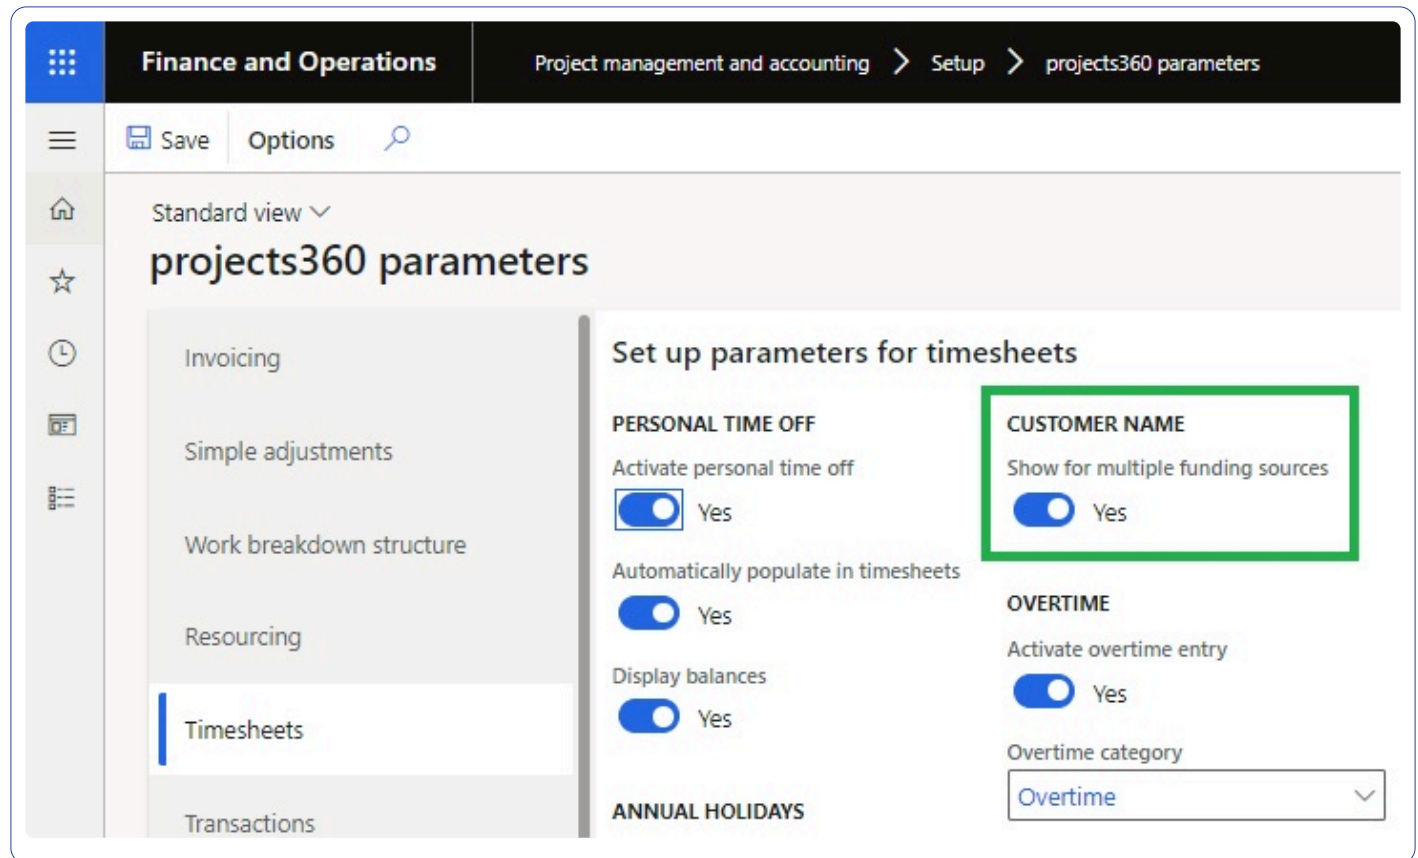 Finance and Operations
Project management and accounting > Setup > projects360 parameters
Save Options
Standard view
projects360 parameters
Invoicing
Simple adjustments
Work breakdown structure
Resourcing
Timesheets
Transactions
Set up parameters for timesheets
PERSONAL TIME OFF
Activate personal time off
Yes
Automatically populate in timesheets
Yes
Display balances
Yes
ANNUAL HOLIDAYS
CUSTOMER NAME
Show for multiple funding sources
Yes
OVERTIME
Activate overtime entry
Yes
Overtime category
Overtime